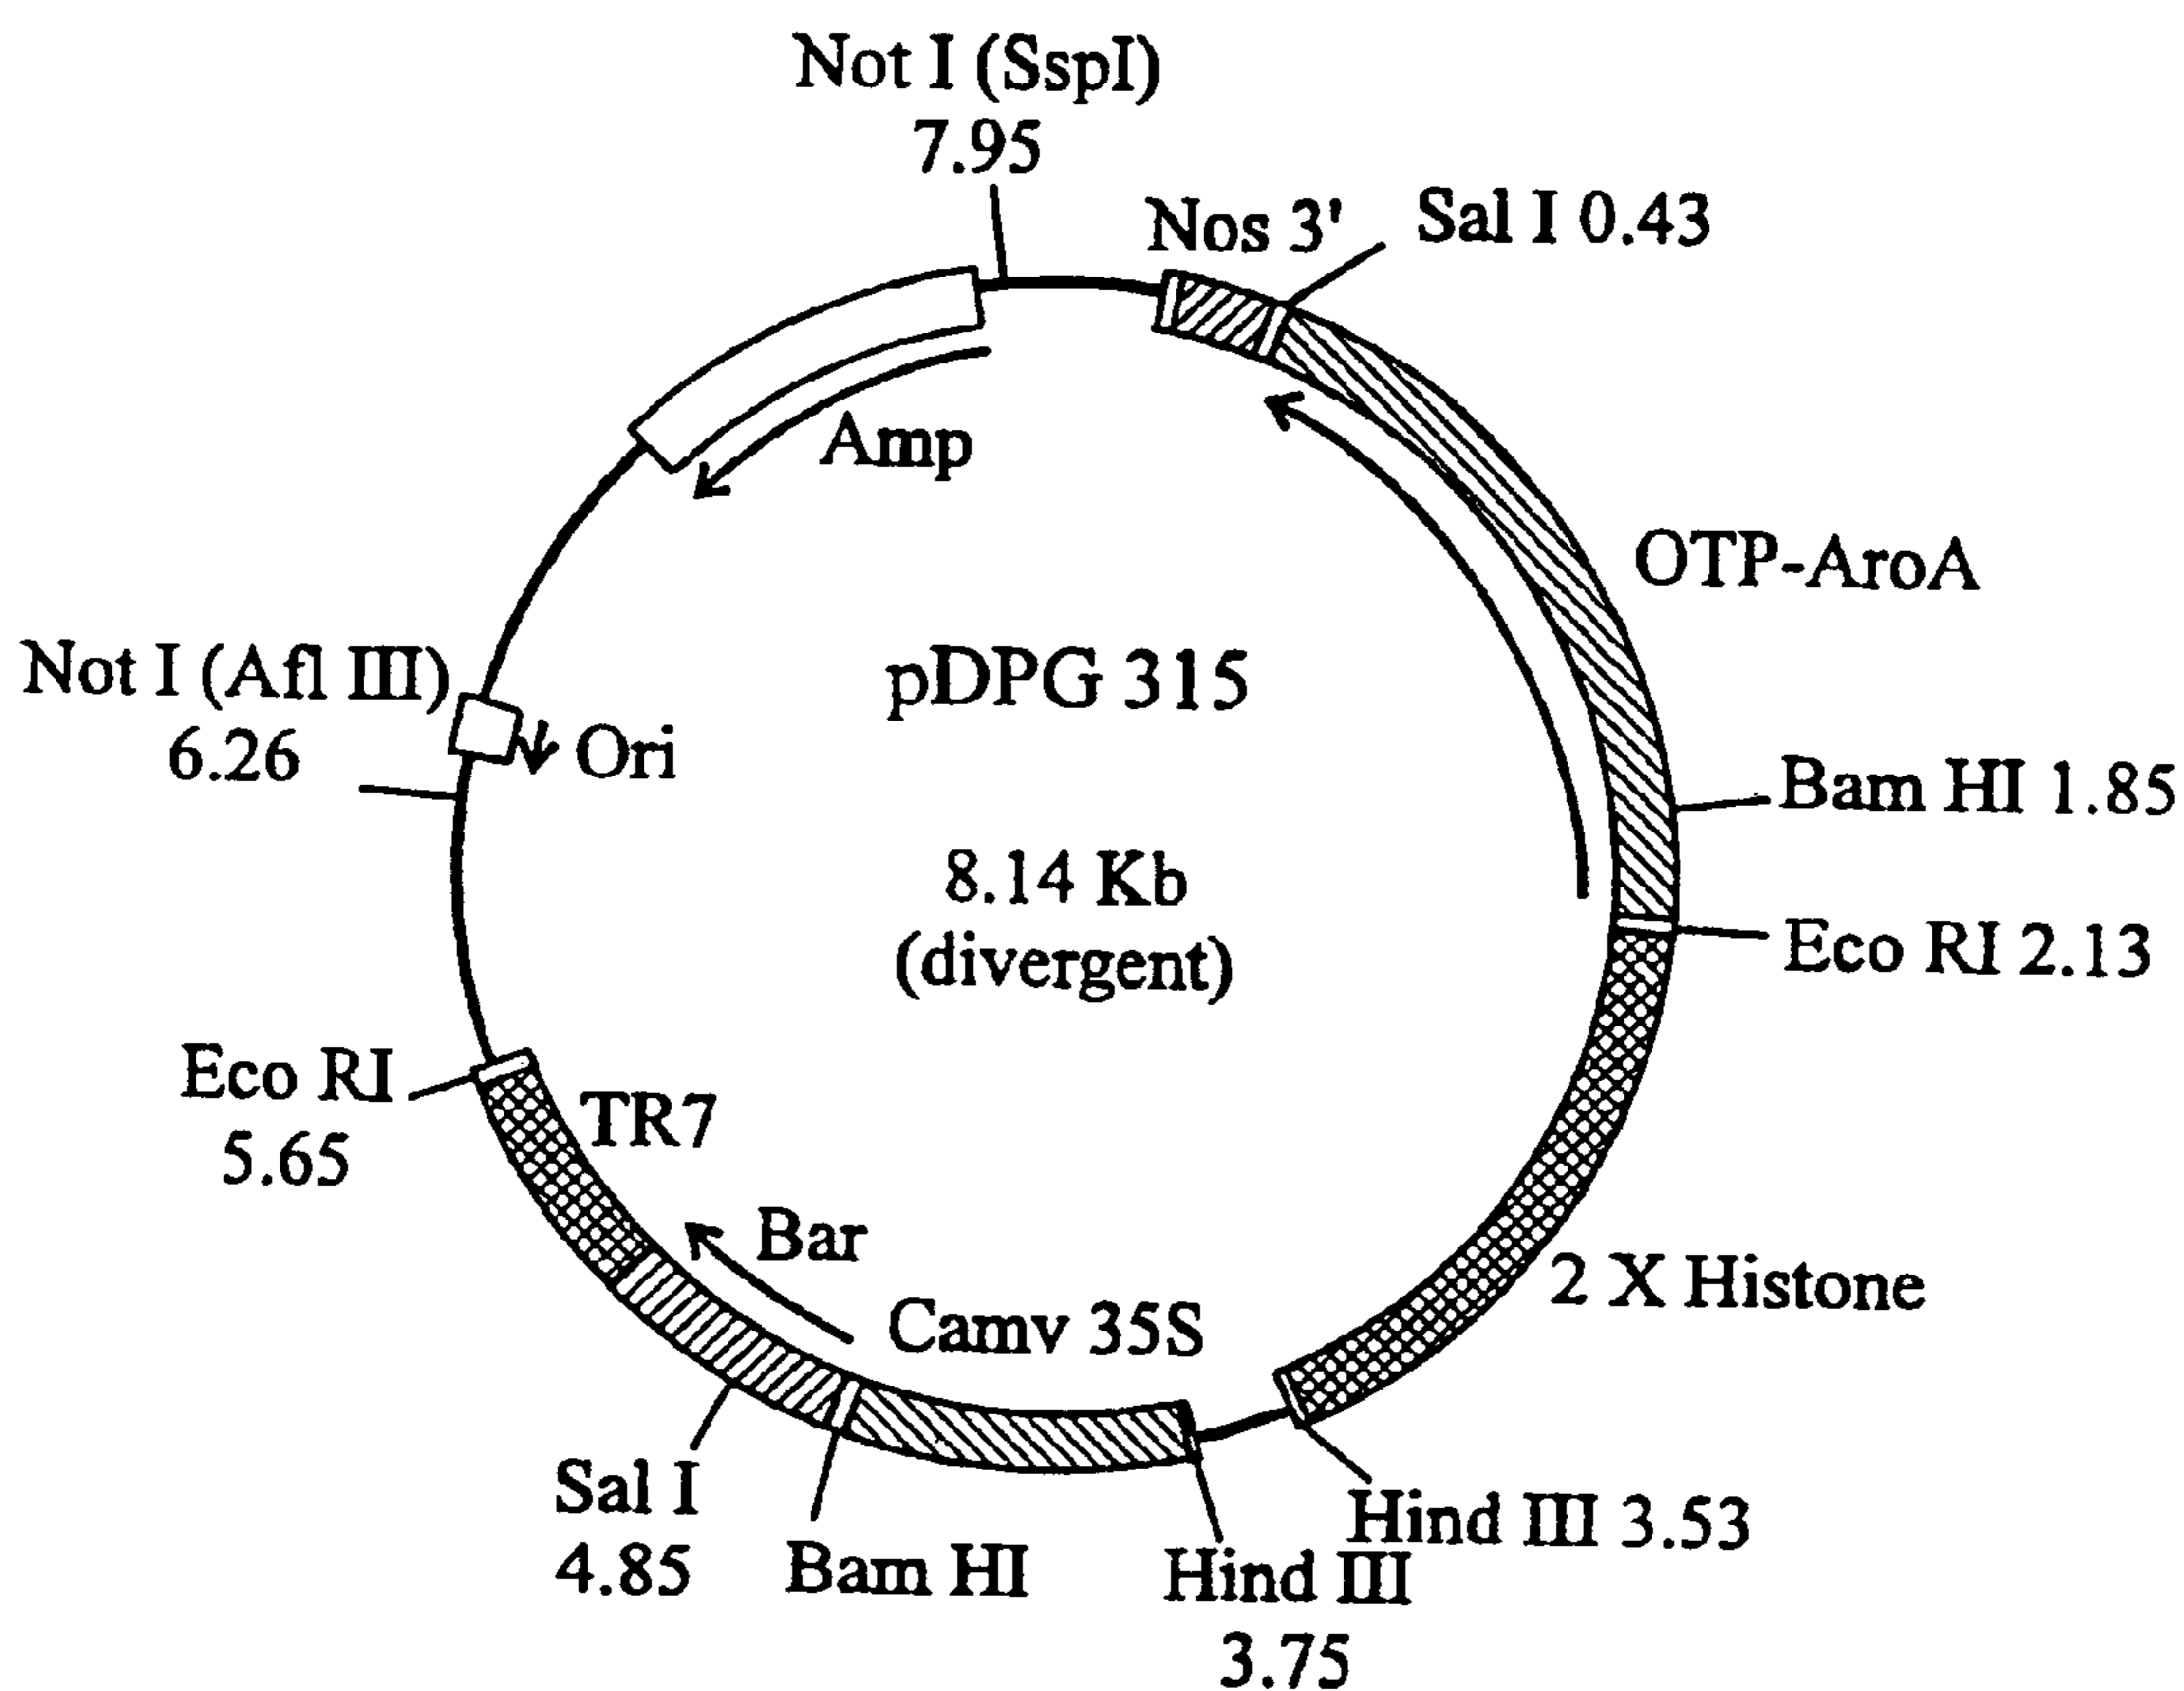 Not I (SspI)
7.95
Nos 3'
Sal I 0.43
Amp
OTP-AroA
Not I (Afl III)
6.26
Ori
pDPG 315
Bam HI 1.85
8.14 Kb
(divergent)
Eco RI 2.13
Eco RI
5.65
TR7
Bar
2 X Histone
Camv 35S
Sal I
4.85
Bam HI
Hind III 3.53
Hind III
3.75